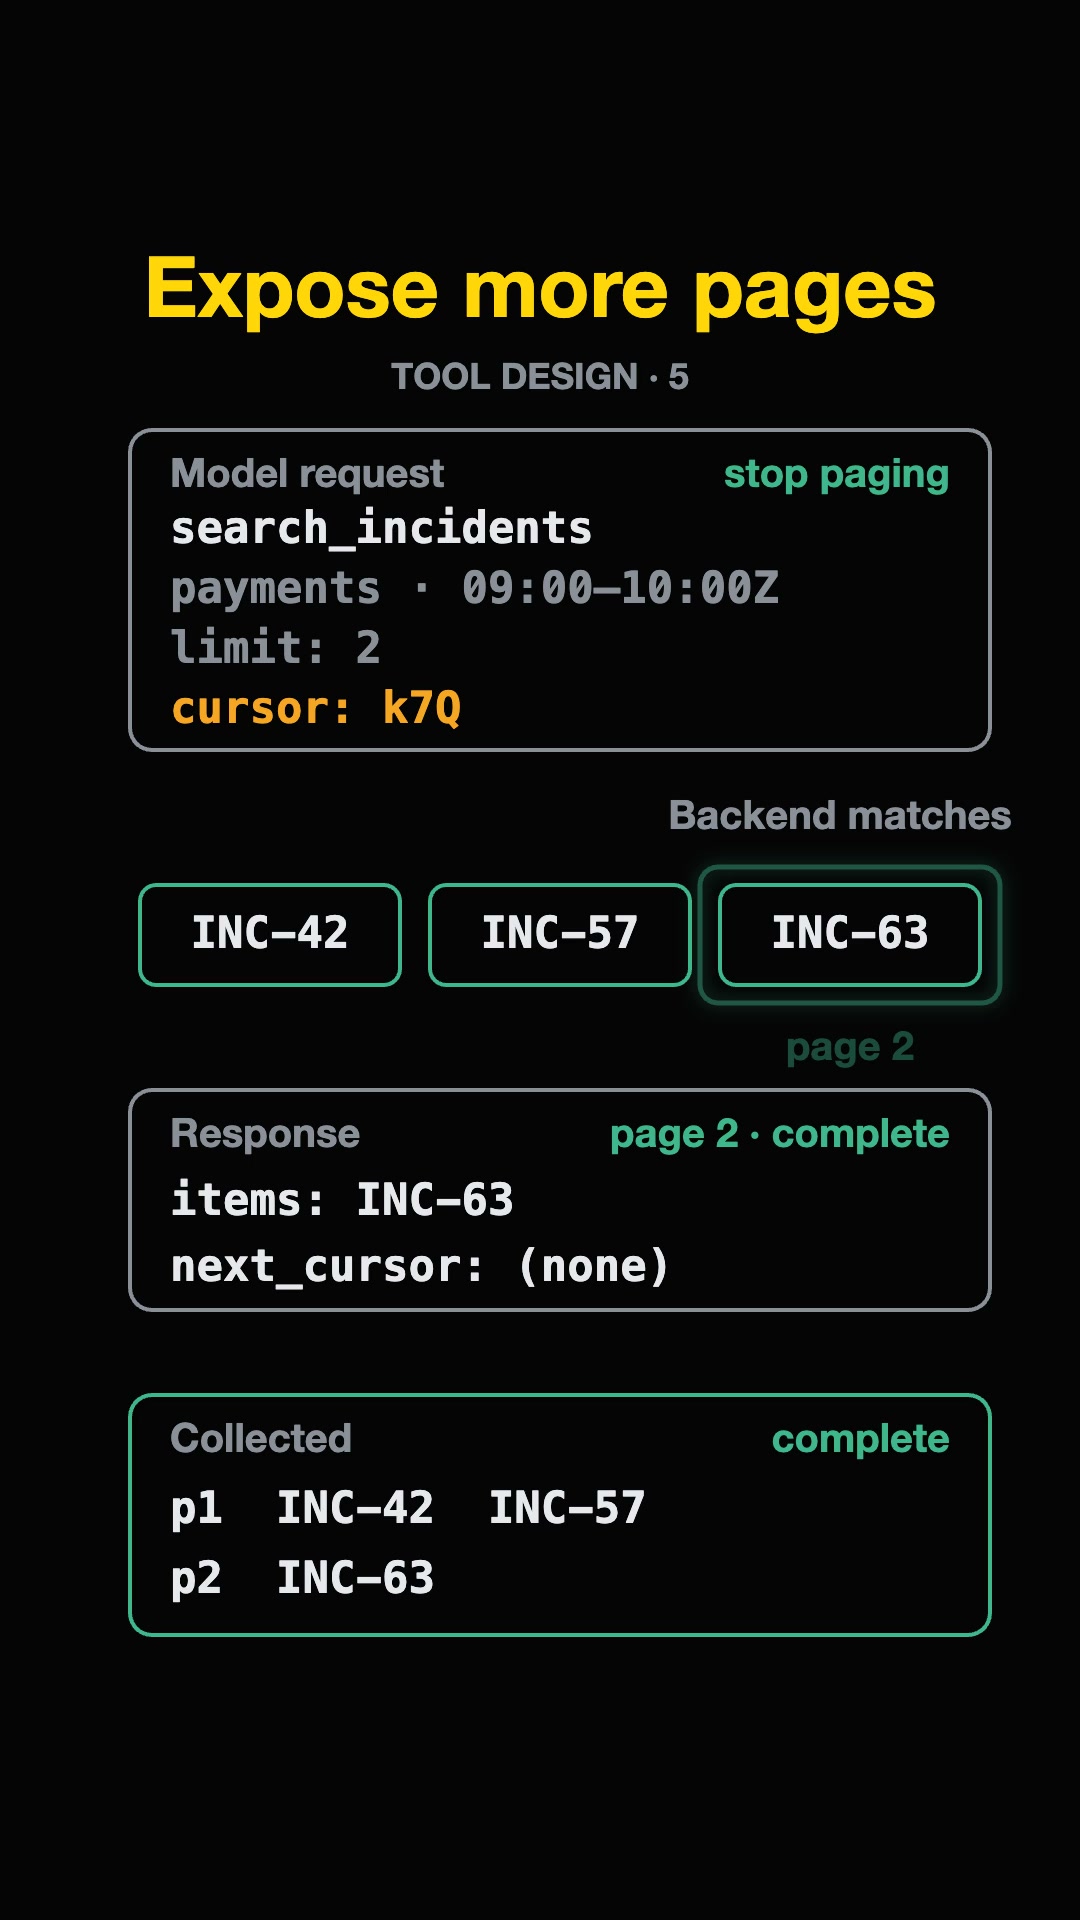 Expose more pages
TOOL DESIGN · 5
Model request stop paging
search_incidents
payments · 09:00–10:00Z
limit: 2
cursor: k7Q
Backend matches
INC–42 INC–57 INC–63
page 2
Response page 2 · complete
items: INC–63
next_cursor: (none)
Collected complete
p1 INC–42 INC–57
p2 INC–63